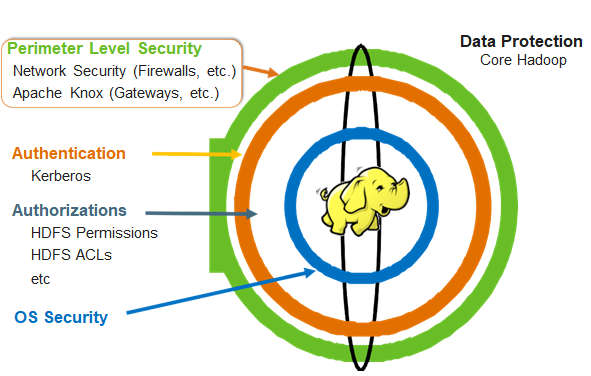 Perimeter Level Security
Network Security (Firewalls, etc.)
Apache Knox (Gateways, etc.)
Data Protection
Core Hadoop
Authentication
Kerberos
Authorizations
HDFS Permissions
HDFS ACLs
etc
OS Security